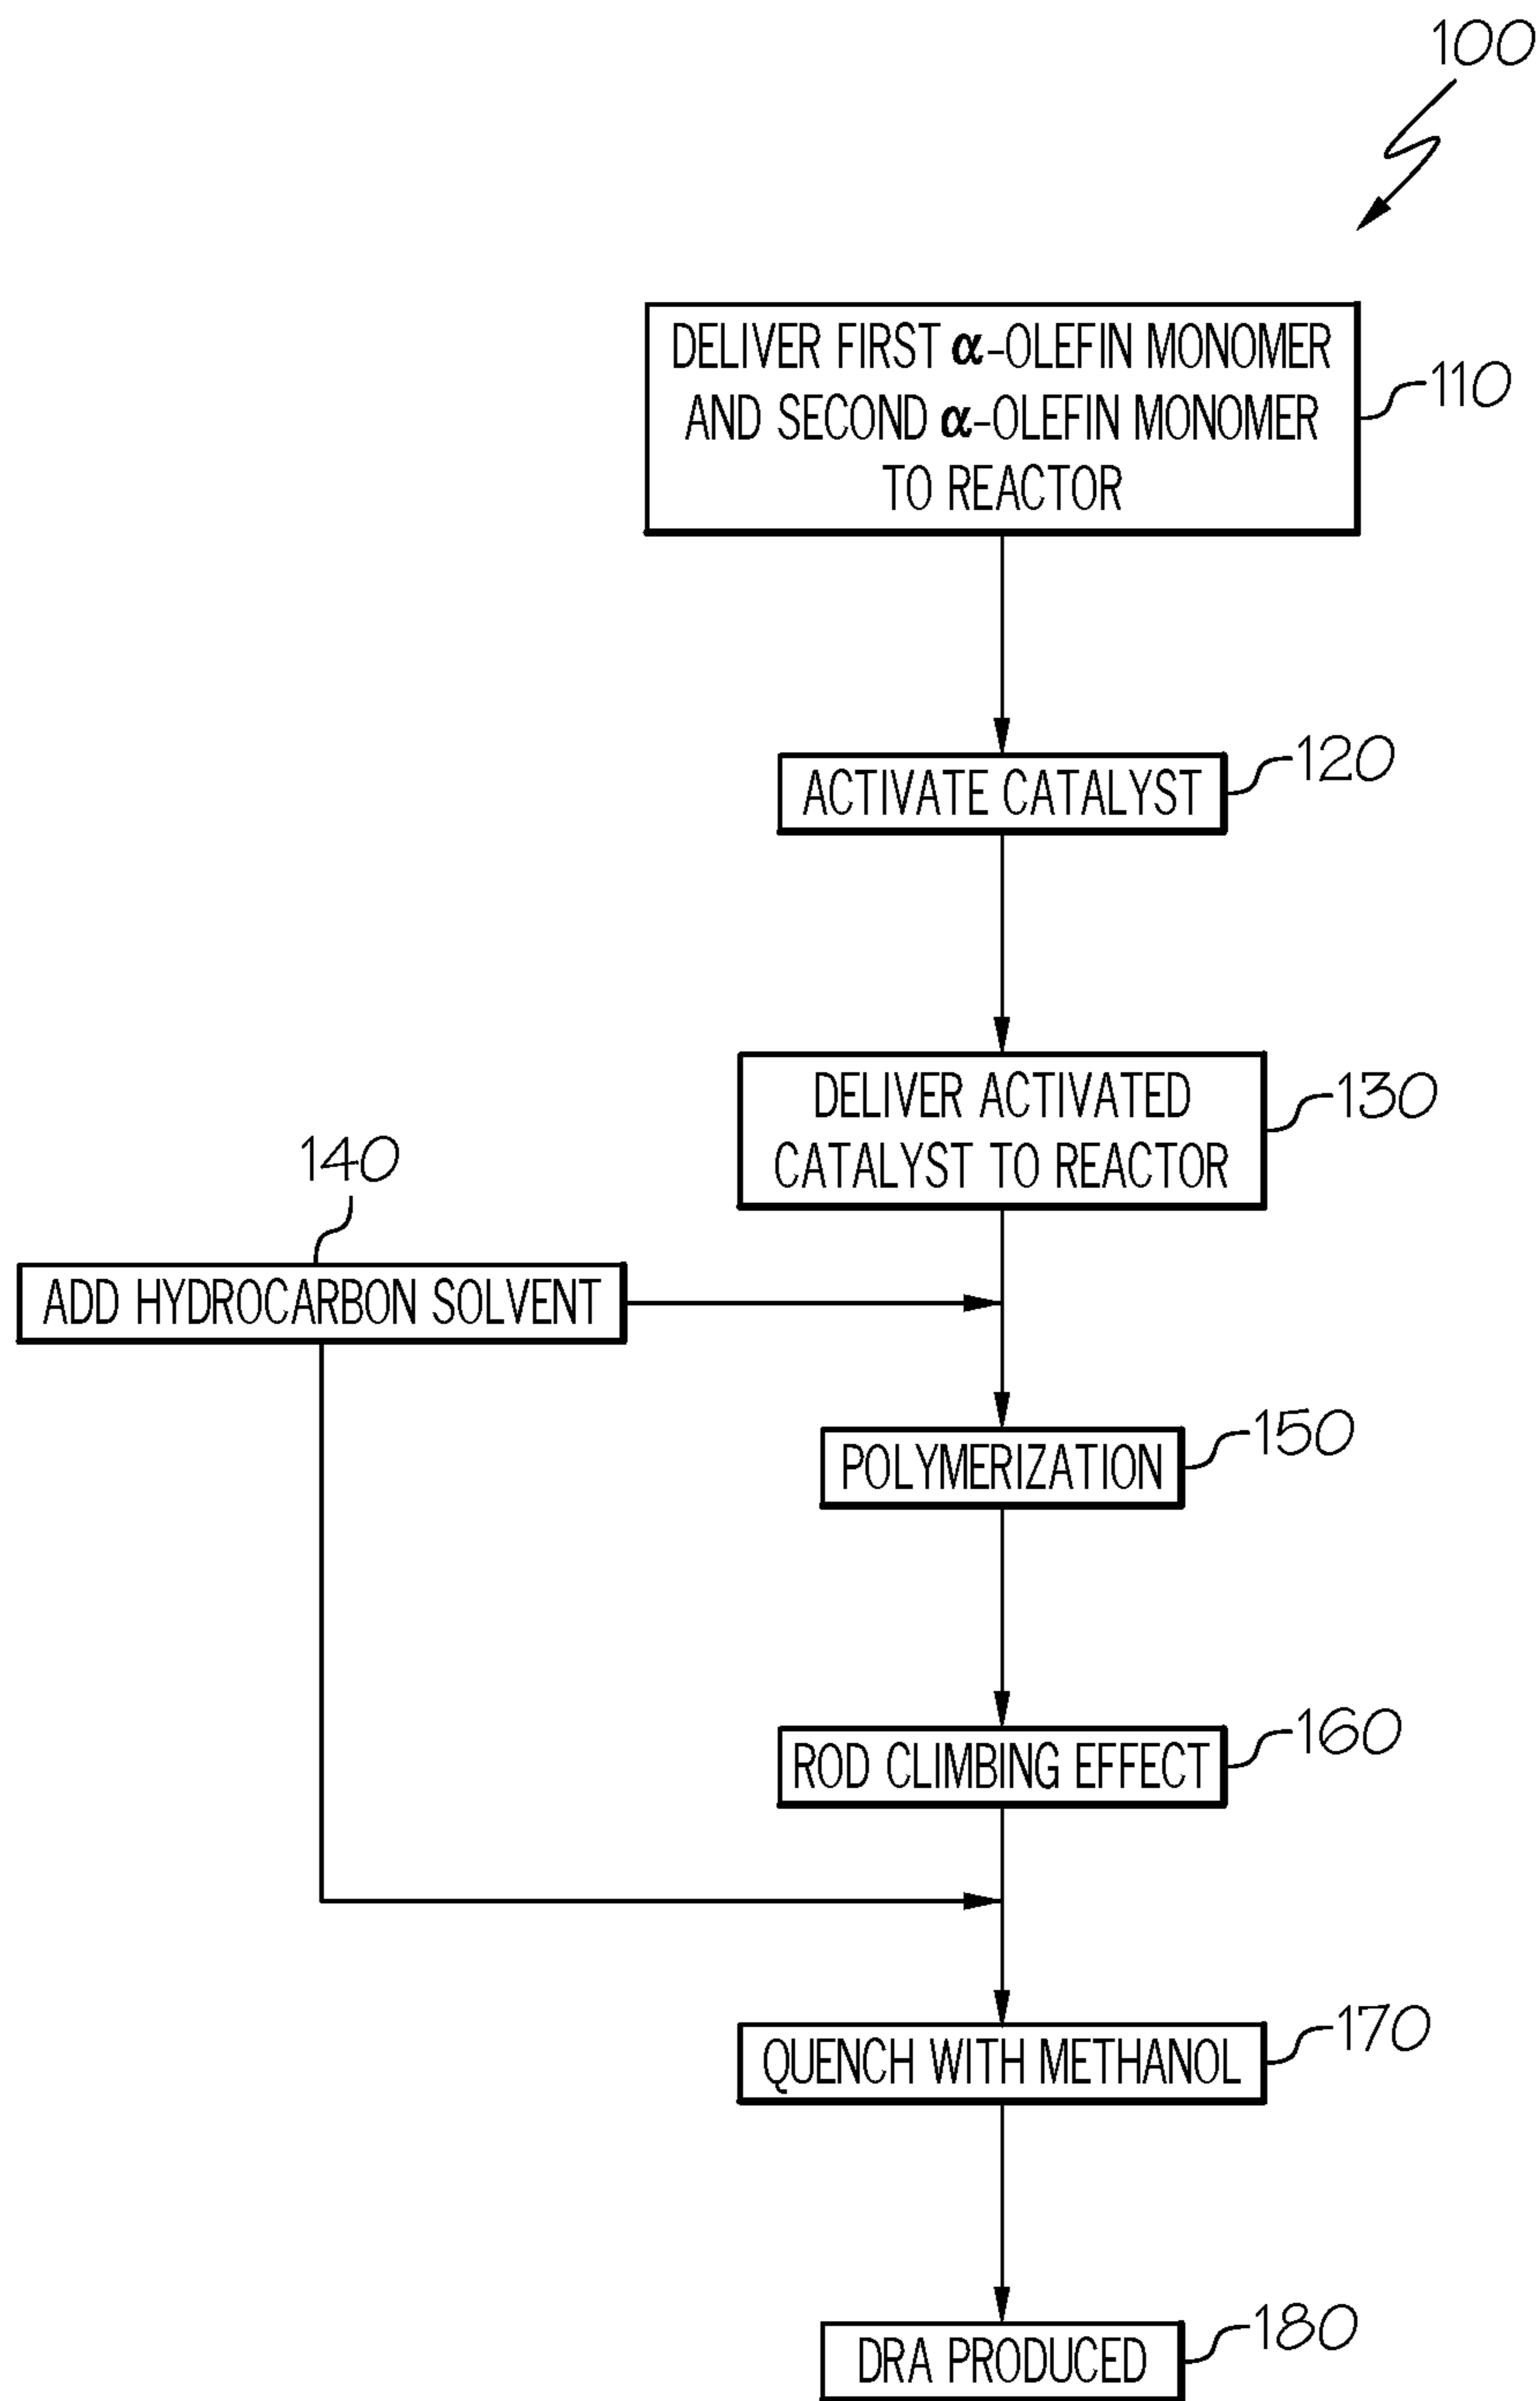 100
DELIVER FIRST α-OLEFIN MONOMER
AND SECOND α-OLEFIN MONOMER
TO REACTOR
110
ACTIVATE CATALYST
120
DELIVER ACTIVATED
CATALYST TO REACTOR
130
140
ADD HYDROCARBON SOLVENT
POLYMERIZATION
150
ROD CLIMBING EFFECT
160
QUENCH WITH METHANOL
170
DRA PRODUCED
180